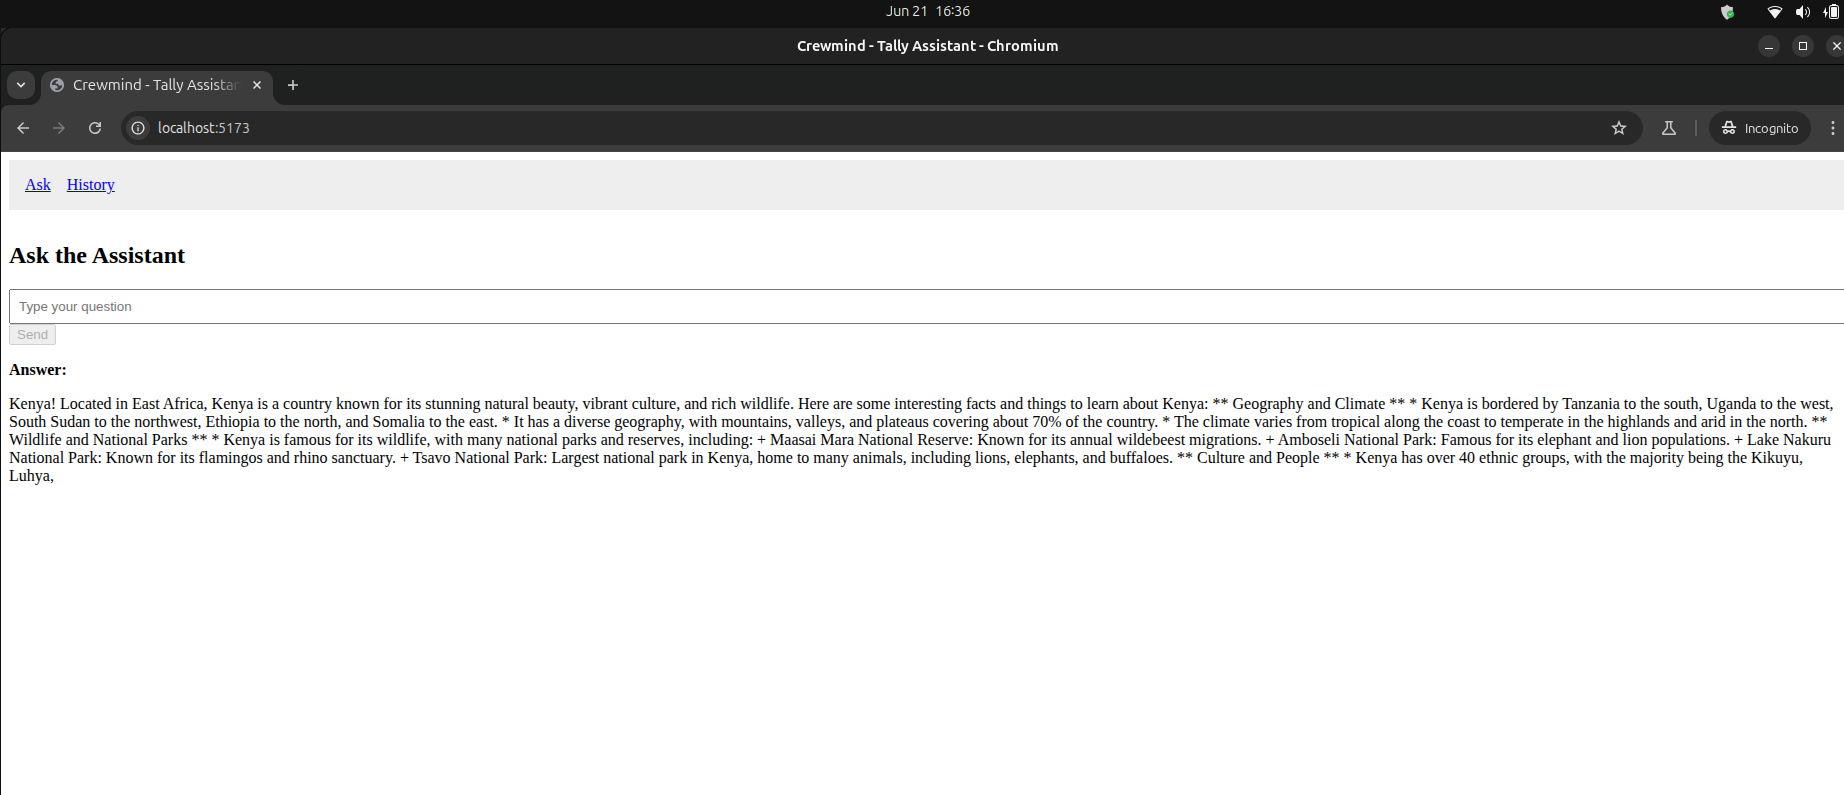 Jun 21 16:36
Crewmind - Tally Assistant - Chromium
Crewmind - Tally Assistan
localhost:5173
Incognito
Ask History
Ask the Assistant
Type your question
Send
Answer:
Kenya! Located in East Africa, Kenya is a country known for its stunning natural beauty, vibrant culture, and rich wildlife. Here are some interesting facts and things to learn about Kenya: ** Geography and Climate ** * Kenya is bordered by Tanzania to the south, Uganda to the west,
South Sudan to the northwest, Ethiopia to the north, and Somalia to the east. * It has a diverse geography, with mountains, valleys, and plateaus covering about 70% of the country. * The climate varies from tropical along the coast to temperate in the highlands and arid in the north. **
Wildlife and National Parks ** * Kenya is famous for its wildlife, with many national parks and reserves, including: + Maasai Mara National Reserve: Known for its annual wildebeest migrations. + Amboseli National Park: Famous for its elephant and lion populations. + Lake Nakuru
National Park: Known for its flamingos and rhino sanctuary. + Tsavo National Park: Largest national park in Kenya, home to many animals, including lions, elephants, and buffaloes. ** Culture and People ** * Kenya has over 40 ethnic groups, with the majority being the Kikuyu,
Luhya,